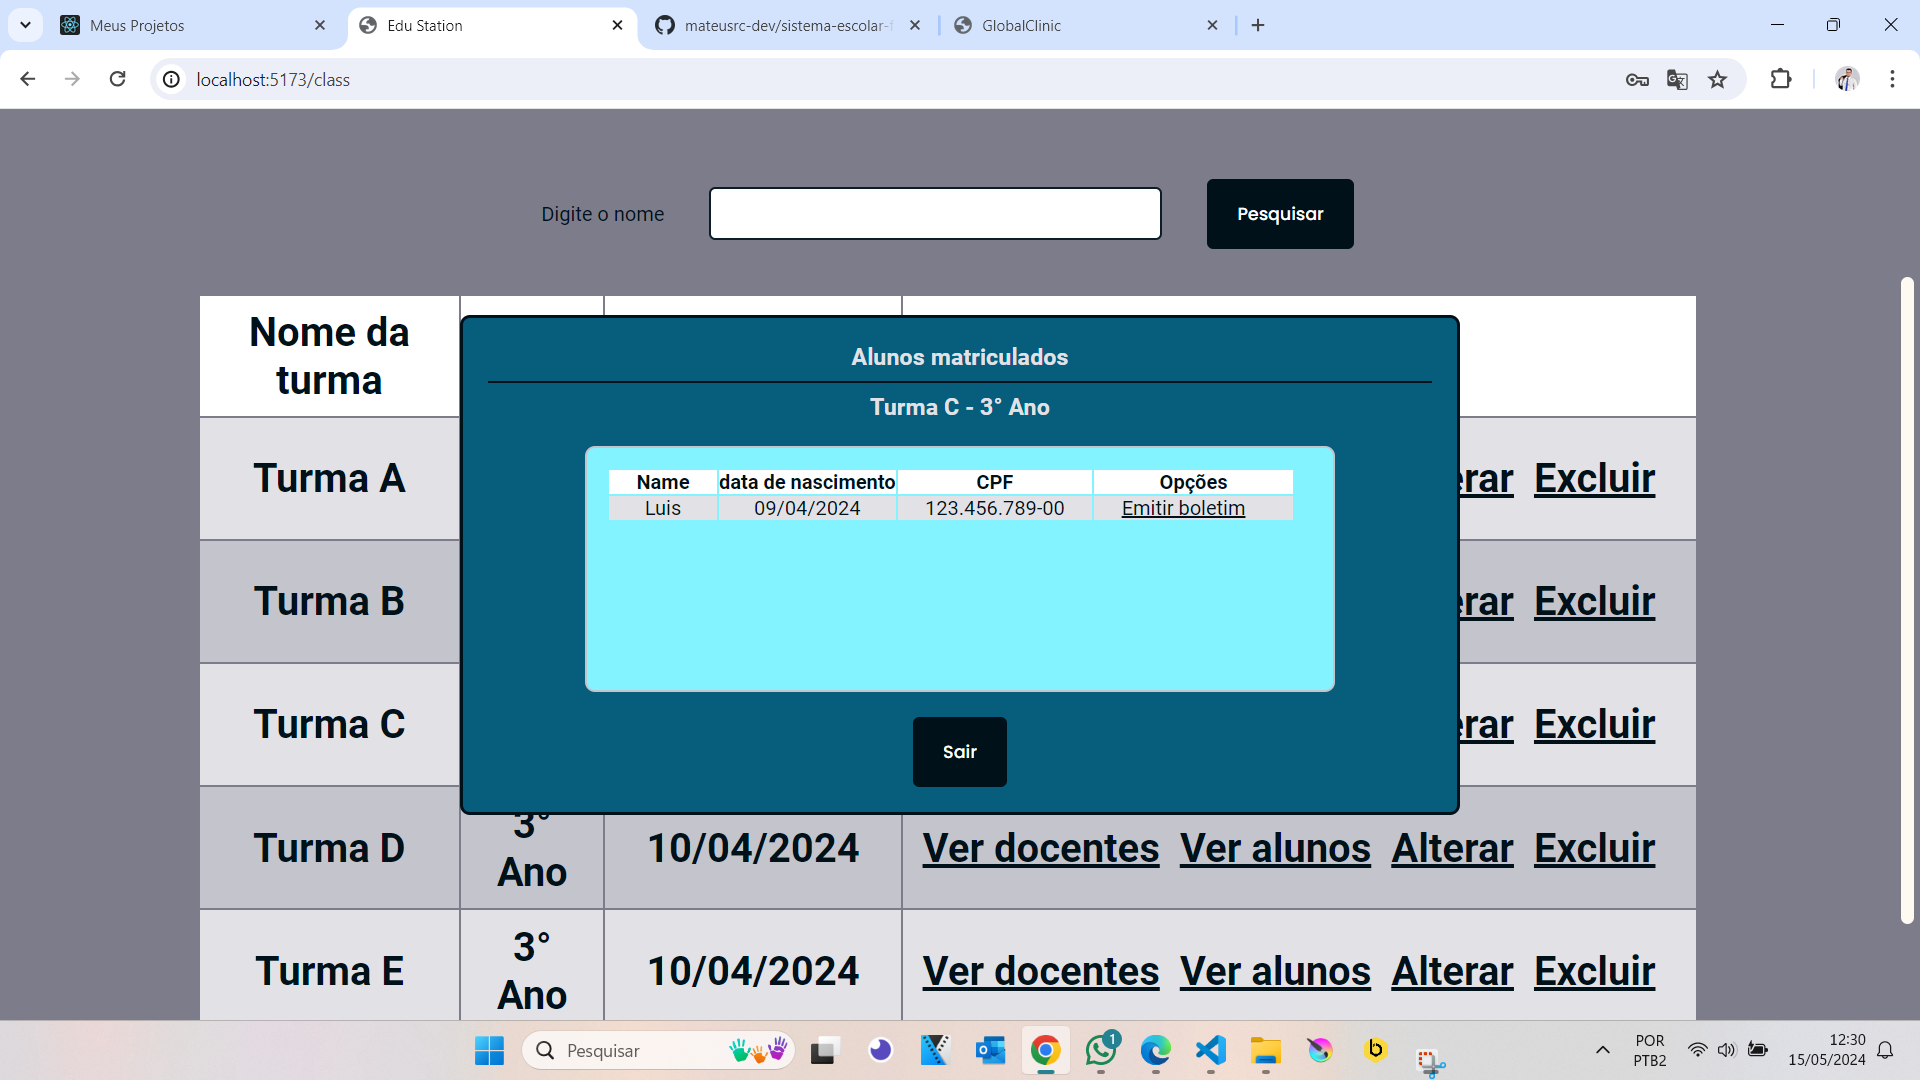 Meus Projetos
Edu Station
mateusrc-dev/sistema-escolar-f
GlobalClinic
localhost:5173/class
Digite o nome
Pesquisar
Nome da
turma
Alunos matriculados
Turma C - 3° Ano
Name data de nascimento CPF Opções
Luis 09/04/2024 123.456.789-00 Emitir boletim
Sair
Turma A
erar Excluir
Turma B
erar Excluir
Turma C
erar Excluir
Turma D 3° Ano 10/04/2024 Ver docentes Ver alunos Alterar Excluir
Turma E 3° Ano 10/04/2024 Ver docentes Ver alunos Alterar Excluir
Pesquisar
1
POR
PTB2
12:30
15/05/2024